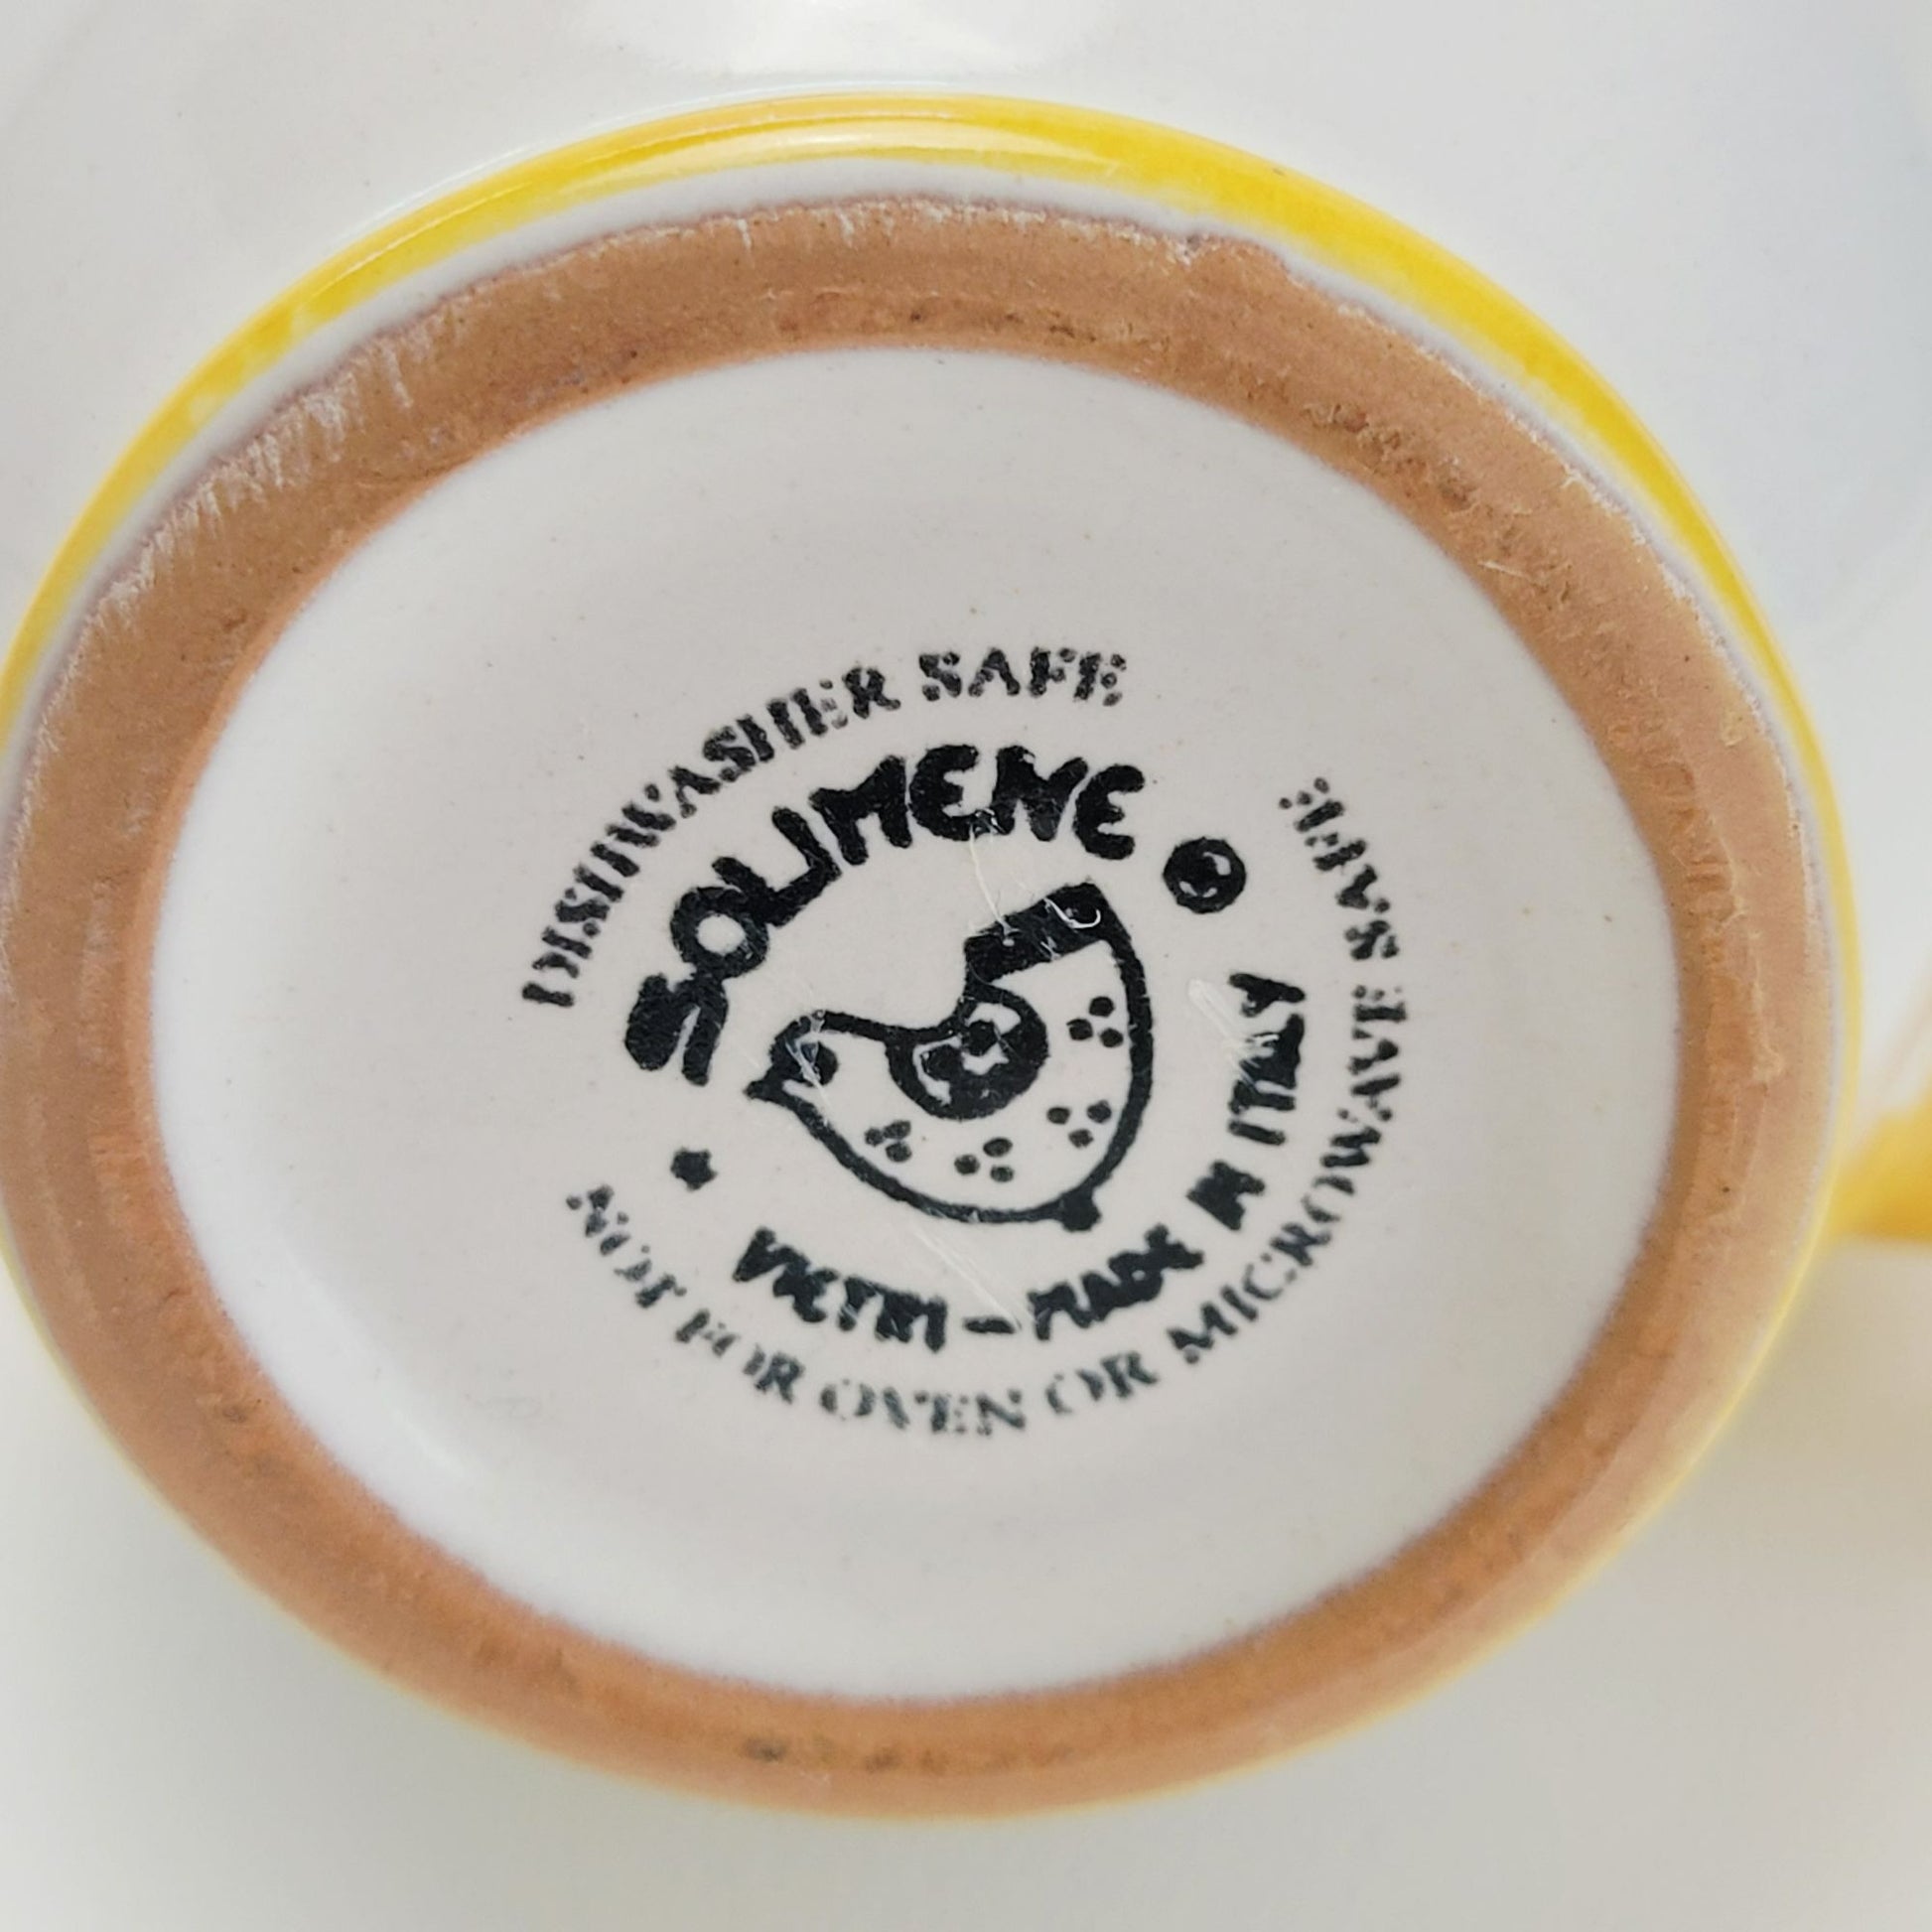 DISHWASHER SAFE
SOLIMENE
VIETRI - MADE IN ITALY
NOT FOR OVEN OR MICROWAVE SAFE